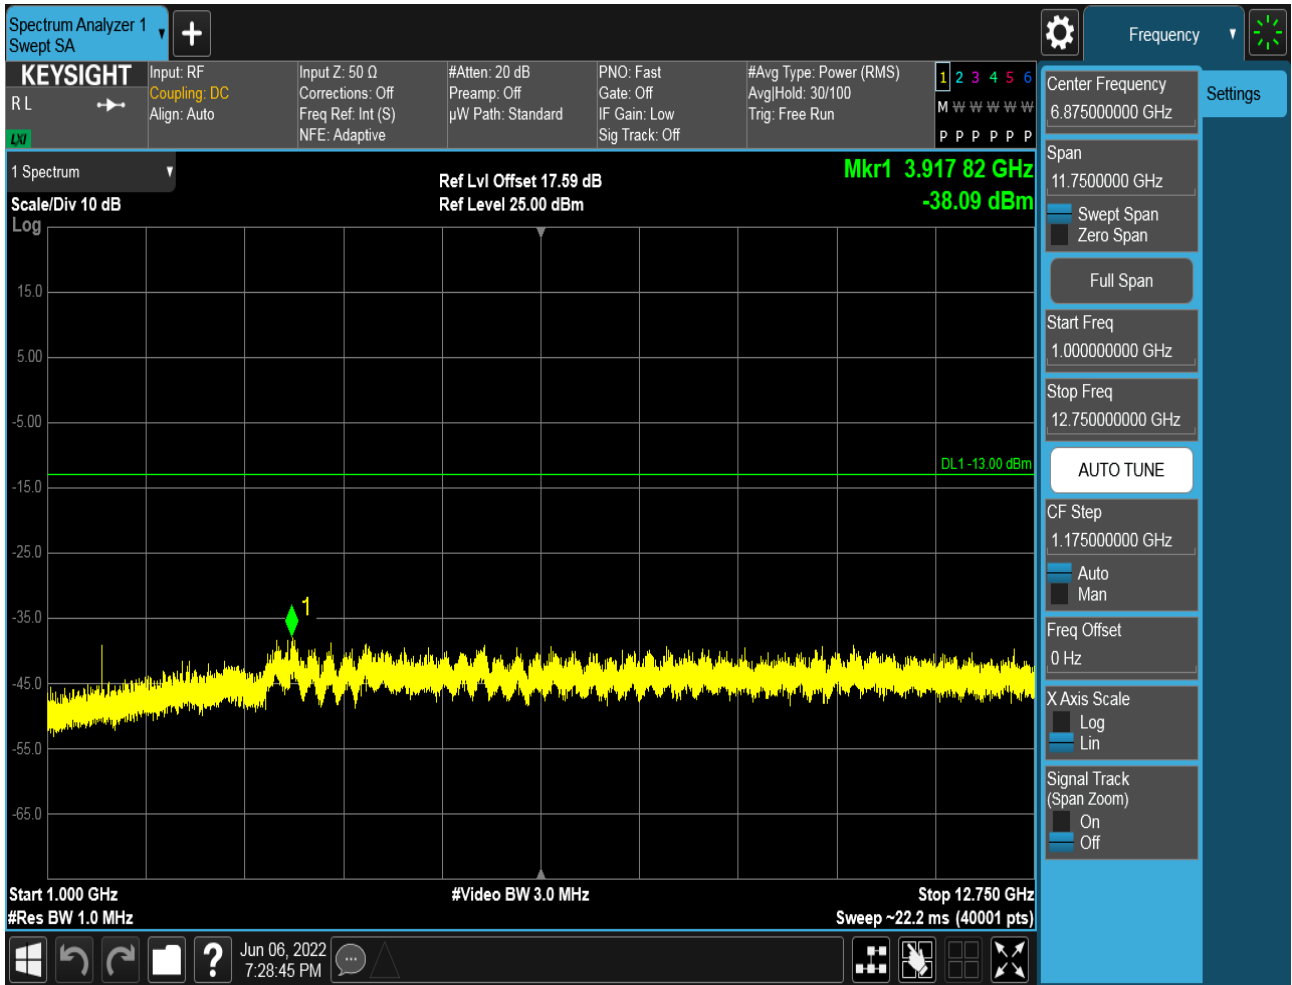 Spectrum Analyzer 1
Swept SA
Frequency
KEYSIGHT
R L
LXI
Input: RF
Coupling: DC
Align: Auto
Input Z: 50 Ω
Corrections: Off
Freq Ref: Int (S)
NFE: Adaptive
#Atten: 20 dB
Preamp: Off
µW Path: Standard
PNO: Fast
Gate: Off
IF Gain: Low
Sig Track: Off
#Avg Type: Power (RMS)
Avg|Hold: 30/100
Trig: Free Run
1 2 3 4 5 6
M W W W W W
P P P P P P
1 Spectrum
Scale/Div 10 dB
Log
Ref Lvl Offset 17.59 dB
Ref Level 25.00 dBm
Mkr1 3.917 82 GHz
-38.09 dBm
15.0
5.00
-5.00
DL1 -13.00 dBm
-15.0
-25.0
1
-35.0
-45.0
-55.0
-65.0
Start 1.000 GHz
#Video BW 3.0 MHz
Stop 12.750 GHz
#Res BW 1.0 MHz
Sweep ~22.2 ms (40001 pts)
?
Jun 06, 2022
7:28:45 PM
Center Frequency
6.875000000 GHz
Settings
Span
11.7500000 GHz
Swept Span
Zero Span
Full Span
Start Freq
1.000000000 GHz
Stop Freq
12.750000000 GHz
AUTO TUNE
CF Step
1.175000000 GHz
Auto
Man
Freq Offset
0 Hz
X Axis Scale
Log
Lin
Signal Track
(Span Zoom)
On
Off